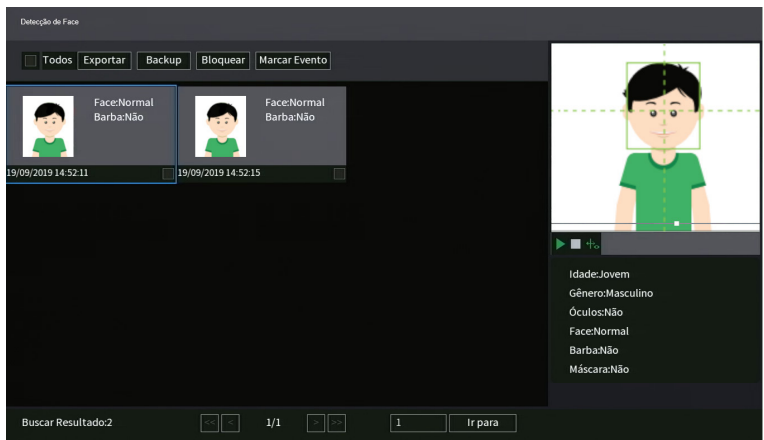 Detecção de Face
Todos Exportar Backup Bloquear Marcar Evento
Face:Normal
Barba:Não
19/09/2019 14:52:11
Face:Normal
Barba:Não
19/09/2019 14:52:15
Idade:Jovem
Gênero:Masculino
Óculos:Não
Face:Normal
Barba:Não
Máscara:Não
Buscar Resultado:2 << < 1/1 > >> 1 Ir para